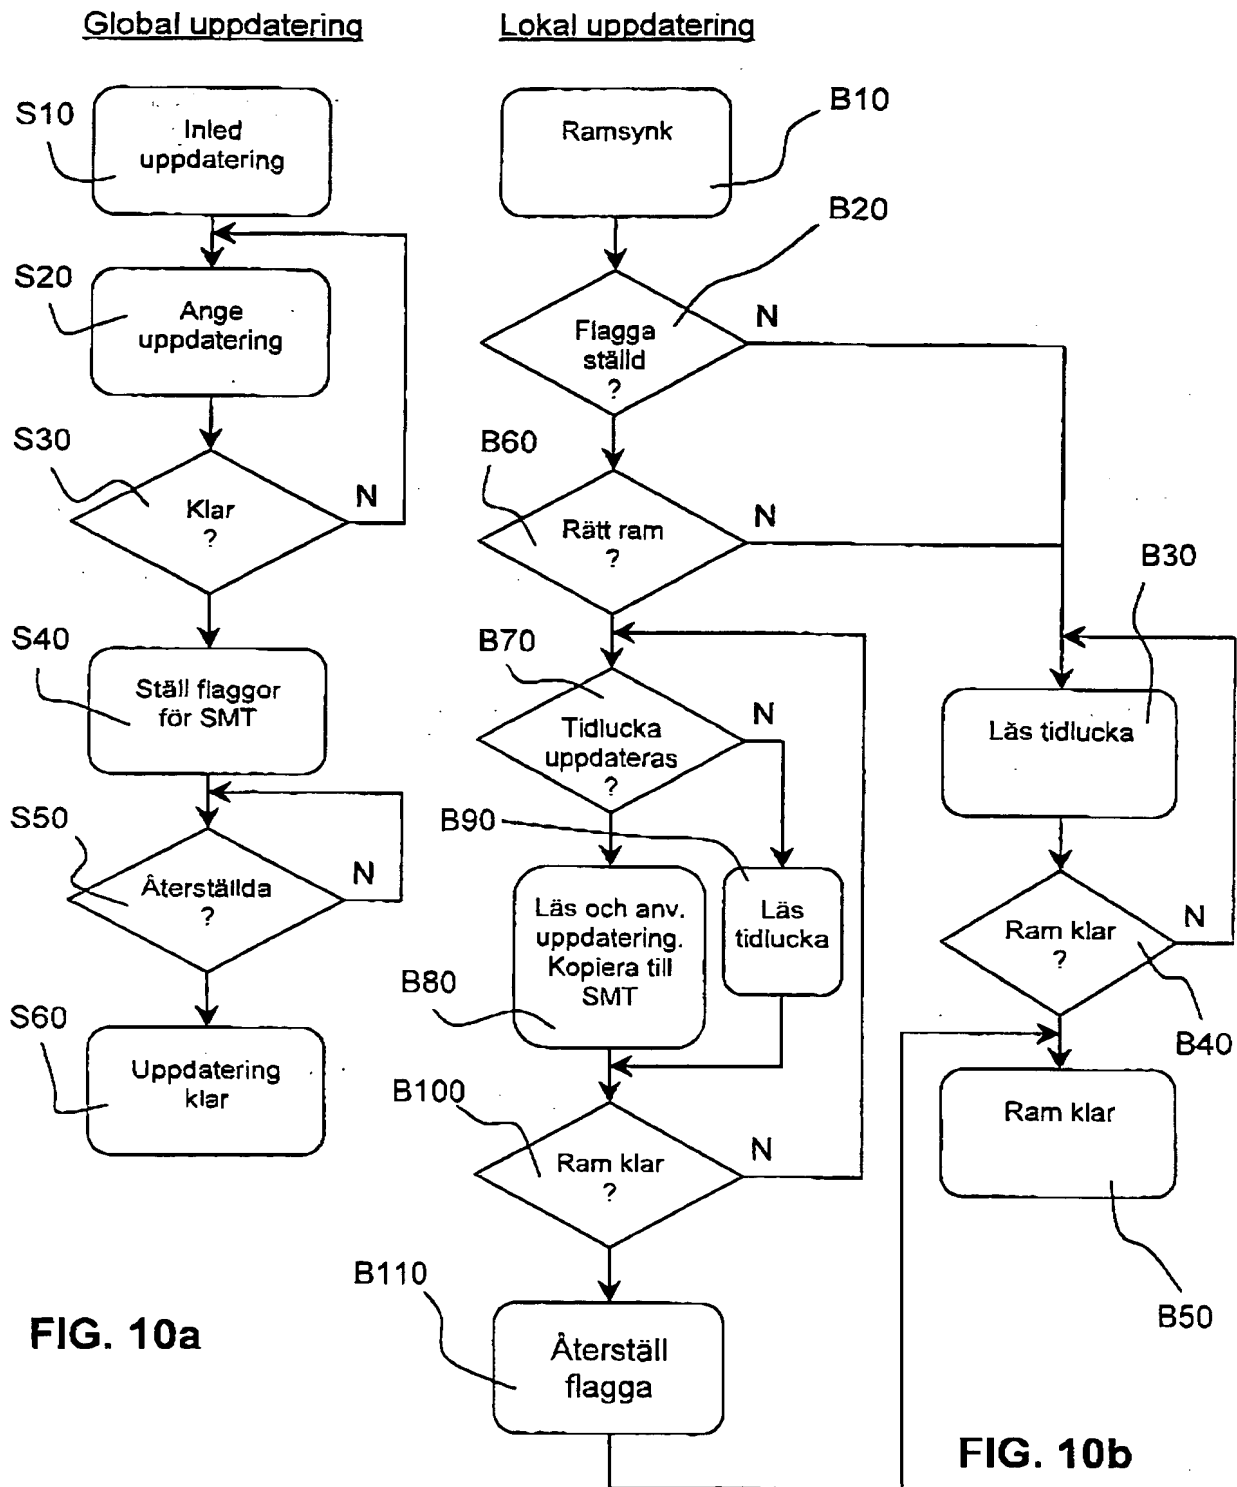 Global uppdatering
S10
Inled
uppdatering
S20
Ange
uppdatering
S30
Klar
?
N
S40
Ställ flaggor
för SMT
S50
Återställda
?
N
S60
Uppdatering
klar
FIG. 10a
Lokal uppdatering
B10
Ramsynk
B20
Flagga
ställd
?
N
B60
Rätt ram
?
N
B70
Tidlucka
uppdateras
?
N
B80
Läs och anv.
uppdatering.
Kopiera till
SMT
B90
Läs
tidlucka
B100
Ram klar
?
N
B110
Återställ
flagga
B30
Läs tidlucka
B40
Ram klar
?
N
B50
Ram klar
FIG. 10b